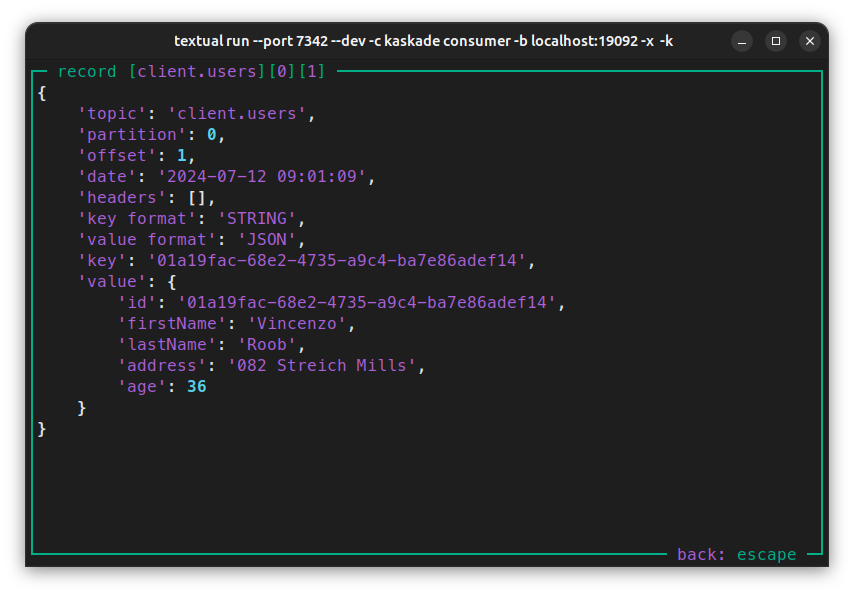 textual run --port 7342 --dev -c kaskade consumer -b localhost:19092 -x -k
record [client.users][0][1]
{
    'topic': 'client.users',
    'partition': 0,
    'offset': 1,
    'date': '2024-07-12 09:01:09',
    'headers': [],
    'key format': 'STRING',
    'value format': 'JSON',
    'key': '01a19fac-68e2-4735-a9c4-ba7e86adef14',
    'value': {
        'id': '01a19fac-68e2-4735-a9c4-ba7e86adef14',
        'firstName': 'Vincenzo',
        'lastName': 'Roob',
        'address': '082 Streich Mills',
        'age': 36
    }
}
back: escape